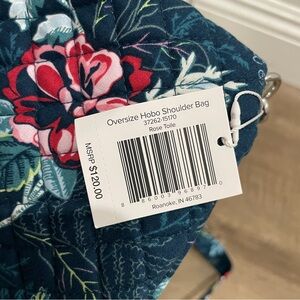 Oversize Hobo Shoulder Bag
37262-15170
Rose Toile
MSRP $120.00
Roanoke, IN 46783